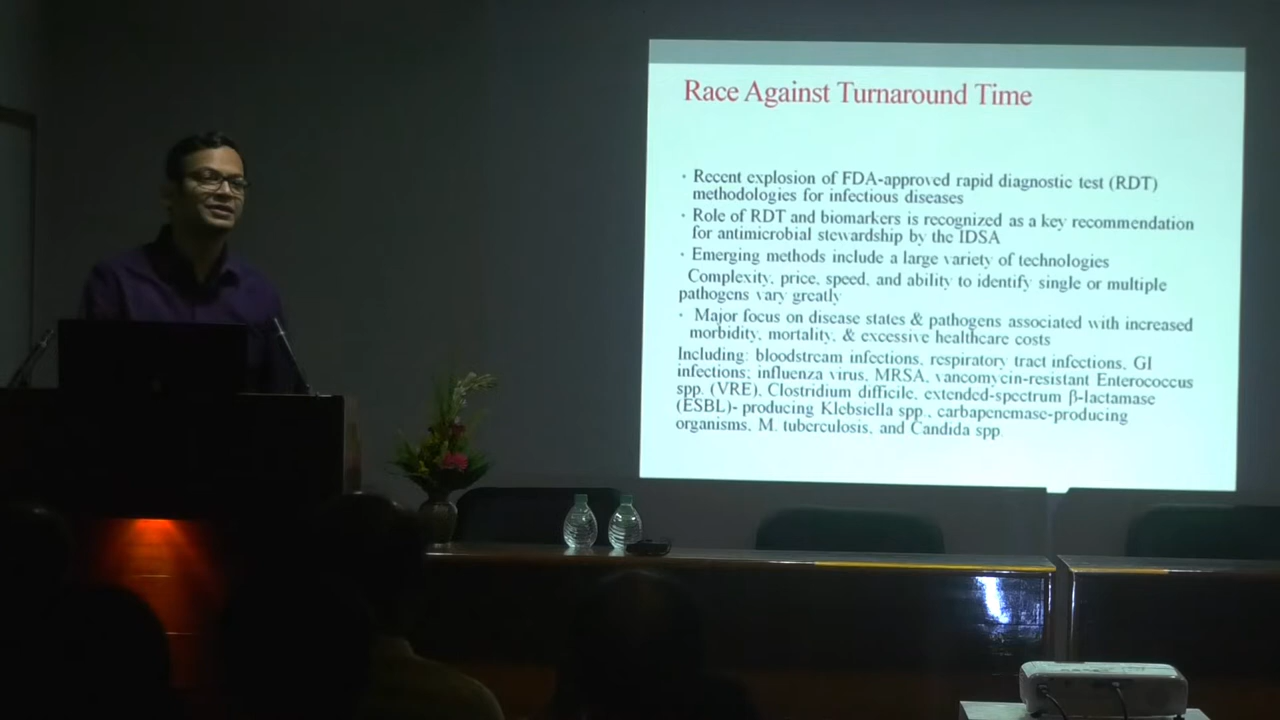 Race Against Turnaround Time
• Recent explosion of FDA-approved rapid diagnostic test (RDT)
methodologies for infectious diseases
• Role of RDT and biomarkers is recognized as a key recommendation
for antimicrobial stewardship by the IDSA
• Emerging methods include a large variety of technologies
Complexity, price, speed, and ability to identify single or multiple
pathogens vary greatly
• Major focus on disease states & pathogens associated with increased
morbidity, mortality, & excessive healthcare costs
Including: bloodstream infections, respiratory tract infections, GI
infections; influenza virus, MRSA, vancomycin-resistant Enterococcus
spp. (VRE), Clostridium difficile, extended-spectrum β-lactamase
(ESBL)- producing Klebsiella spp., carbapenemase-producing
organisms, M. tuberculosis, and Candida spp.